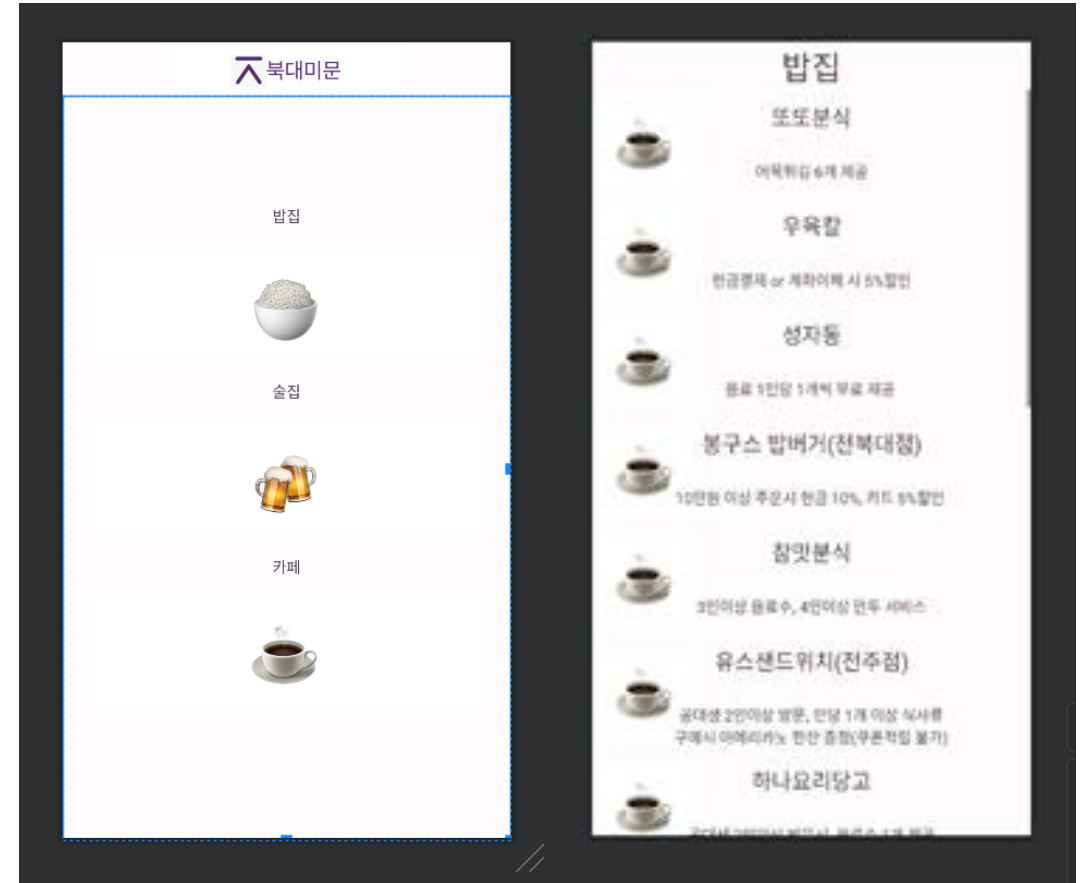 북대미문
밥집
술집
카페
밥집
또또분식
어묵튀김 6개 제공
우육칼
현금결제 or 계좌이체 시 5%할인
성자동
음료 1인당 1개씩 무료 제공
봉구스 밥버거(전북대점)
10만원 이상 주문시 현금 10%, 카드 5%할인
참맛분식
3인이상 음료수, 4인이상 만두 서비스
유스샌드위치(전주점)
공대생 2인이상 방문, 인당 1개 이상 식사류
구매시 아메리카노 한잔 증정(쿠폰적립 불가)
하나요리당고